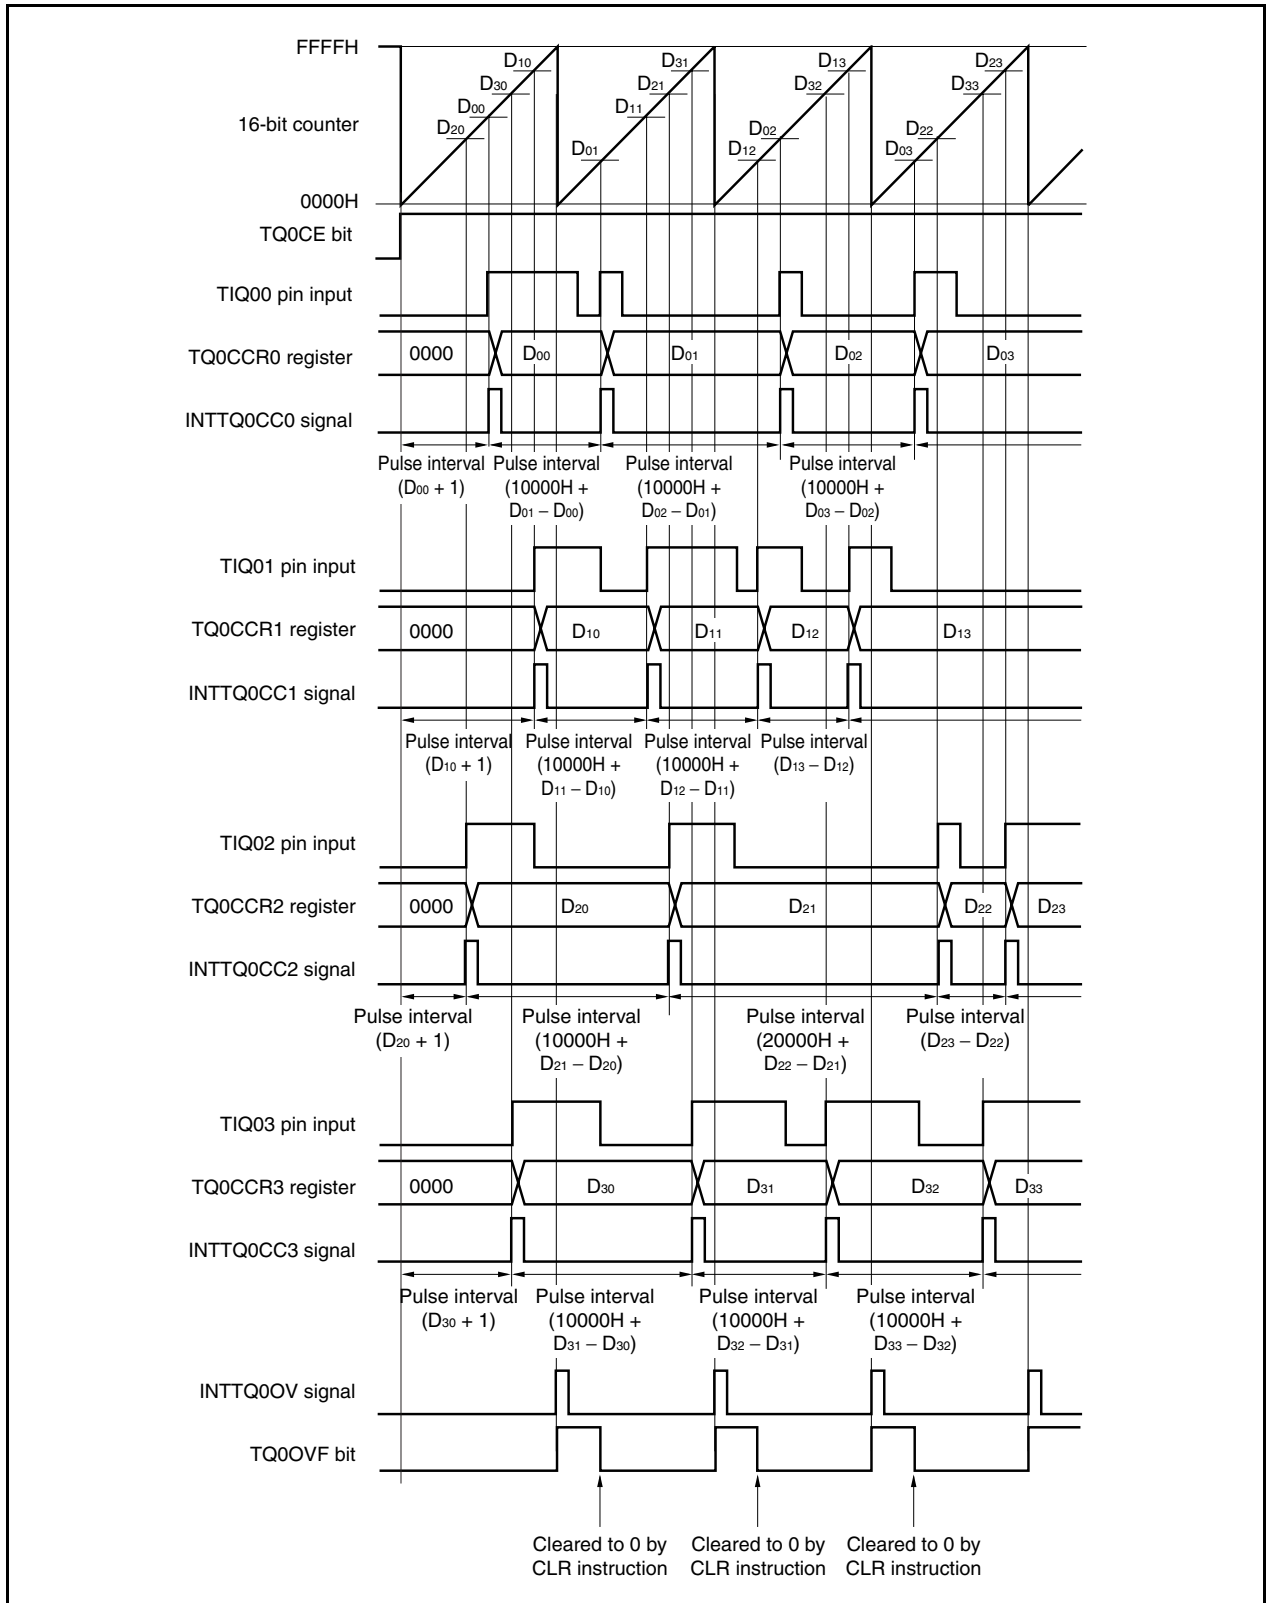 FFFFH
16-bit counter
0000H
D20
D00
D30
D10
D01
D11
D21
D31
D12
D02
D32
D13
D03
D22
D33
D23
TQ0CE bit
TIQ00 pin input
TQ0CCR0 register
0000
D00
D01
D02
D03
INTTQ0CC0 signal
Pulse interval
(D00 + 1)
Pulse interval
(10000H +
D01 – D00)
Pulse interval
(10000H +
D02 – D01)
Pulse interval
(10000H +
D03 – D02)
TIQ01 pin input
TQ0CCR1 register
0000
D10
D11
D12
D13
INTTQ0CC1 signal
Pulse interval
(D10 + 1)
Pulse interval
(10000H +
D11 – D10)
Pulse interval
(10000H +
D12 – D11)
Pulse interval
(D13 – D12)
TIQ02 pin input
TQ0CCR2 register
0000
D20
D21
D22
D23
INTTQ0CC2 signal
Pulse interval
(D20 + 1)
Pulse interval
(10000H +
D21 – D20)
Pulse interval
(20000H +
D22 – D21)
Pulse interval
(D23 – D22)
TIQ03 pin input
TQ0CCR3 register
0000
D30
D31
D32
D33
INTTQ0CC3 signal
Pulse interval
(D30 + 1)
Pulse interval
(10000H +
D31 – D30)
Pulse interval
(10000H +
D32 – D31)
Pulse interval
(10000H +
D33 – D32)
INTTQ0OV signal
TQ0OVF bit
Cleared to 0 by
CLR instruction
Cleared to 0 by
CLR instruction
Cleared to 0 by
CLR instruction